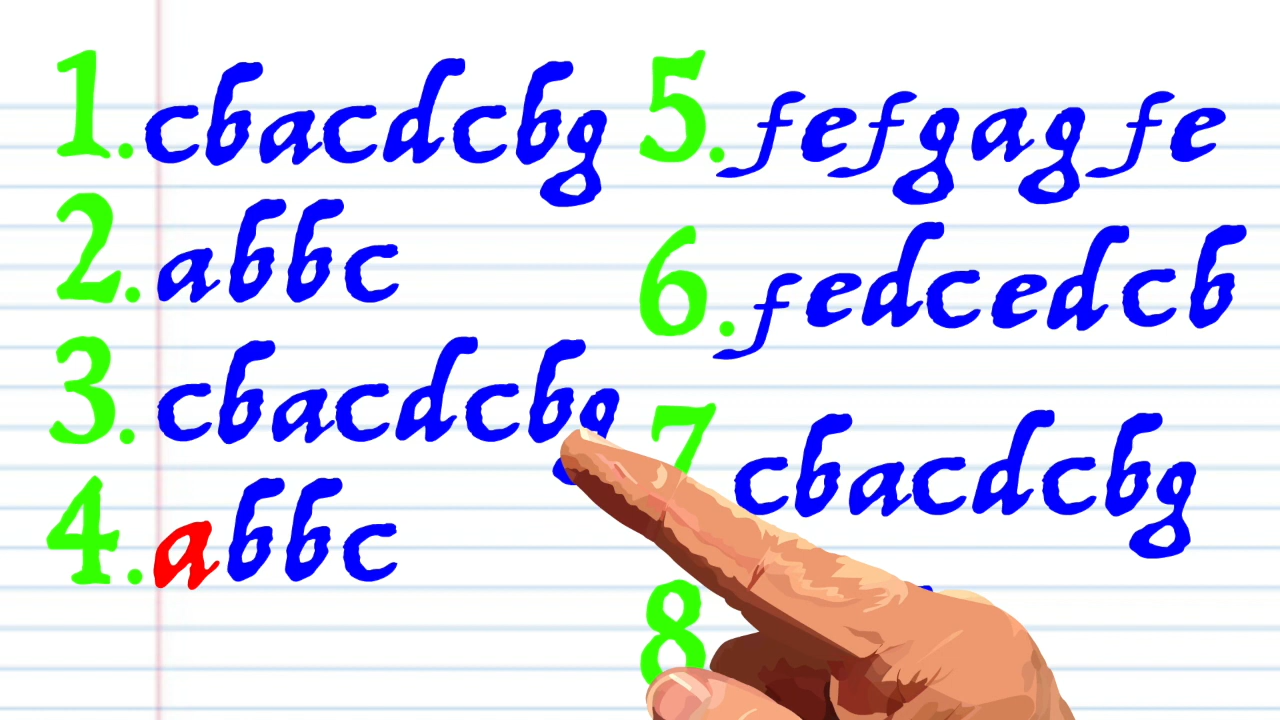 1. cbacdcbg
2. abbc
3. cbacdcbg
4. abbc
5. fefgagfe
6. fedcedcb
7 cbacdcbg
8